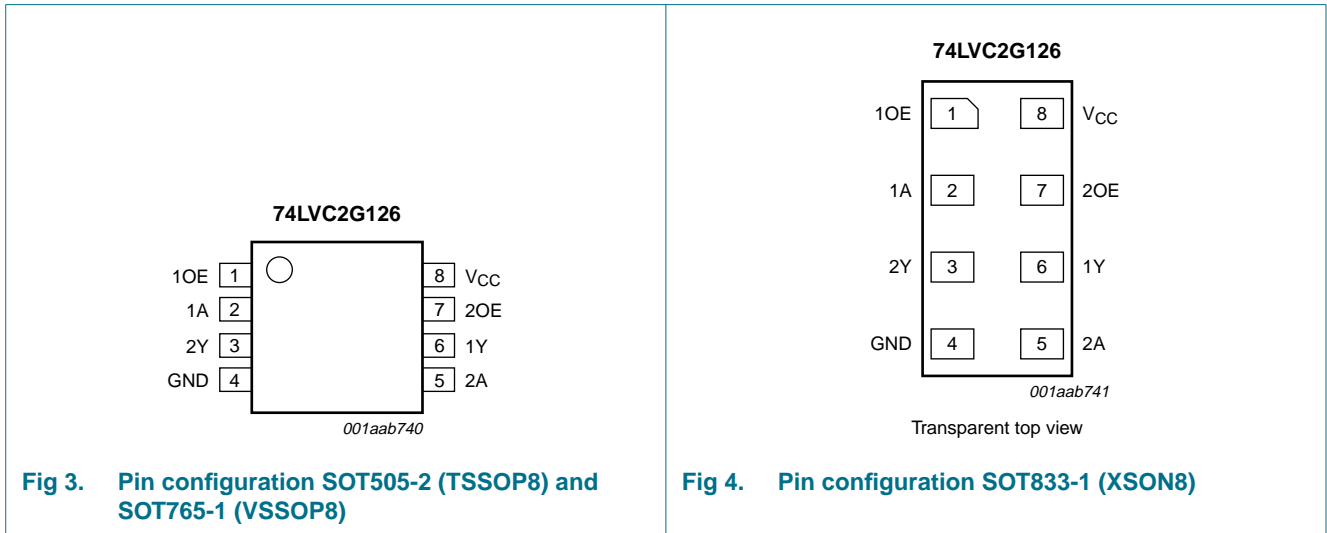 74LVC2G126
1OE 1 8 VCC
1A 2 7 2OE
2Y 3 6 1Y
GND 4 5 2A
001aab740
Fig 3. Pin configuration SOT505-2 (TSSOP8) and
SOT765-1 (VSSOP8)
74LVC2G126
1OE 1 8 VCC
1A 2 7 2OE
2Y 3 6 1Y
GND 4 5 2A
001aab741
Transparent top view
Fig 4. Pin configuration SOT833-1 (XSON8)